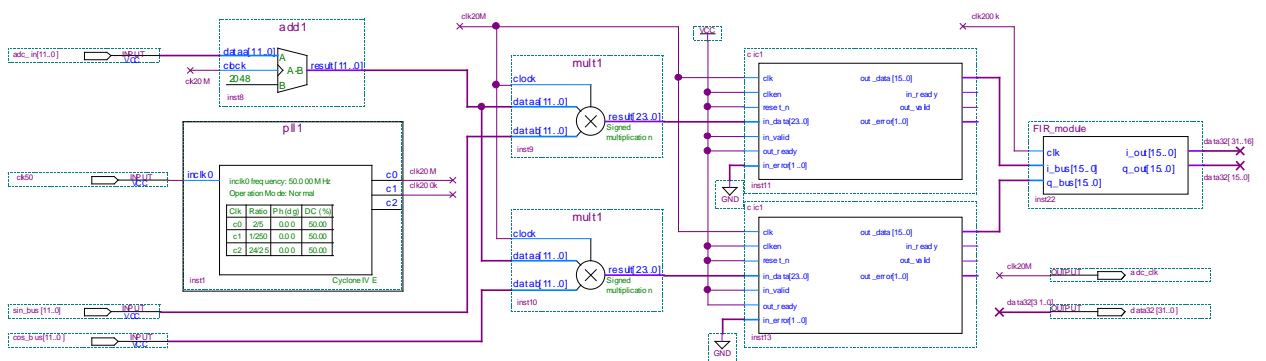 adc_in[11..0]
INPUT
VCC
add1
dataa[11..0]
clock
2048
A
A-B
B
result[11..0]
clk20M
inst8
clk20M
mult1
clock
dataa[11..0]
datab[11..0]
result[23..0]
Signed
multiplication
inst9
VCC
cic1
clk
clken
reset_n
in_data[23..0]
in_valid
out_ready
in_error[1..0]
out_data[15..0]
in_ready
out_valid
out_error[1..0]
inst11
GND
clk200k
FIR_module
clk
i_bus[15..0]
q_bus[15..0]
i_out[15..0]
q_out[15..0]
inst22
data32[31..16]
data32[15..0]
clk50
INPUT
VCC
pll1
inclk0
inclk0 frequency: 50.000 MHz
Operation Mode: Normal
Clk Ratio Ph (dg) DC (%)
c0 2/5 0.00 50.00
c1 1/250 0.00 50.00
c2 24/25 0.00 50.00
c0
c1
c2
inst1
Cyclone IV E
clk20M
clk200k
mult1
clock
dataa[11..0]
datab[11..0]
result[23..0]
Signed
multiplication
inst10
cic1
clk
clken
reset_n
in_data[23..0]
in_valid
out_ready
in_error[1..0]
out_data[15..0]
in_ready
out_valid
out_error[1..0]
inst13
GND
clk20M
OUTPUT
adc_clk
data32[31..0]
OUTPUT
data32[31..0]
sin_bus[11..0]
INPUT
VCC
cos_bus[11..0]
INPUT
VCC